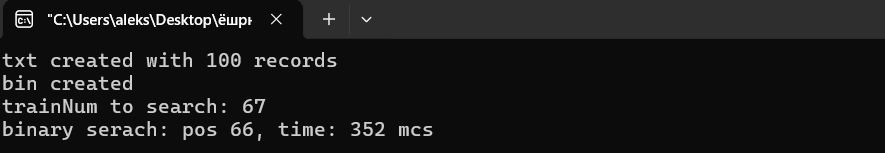 "C:\Users\aleks\Desktop\ёшрн
txt created with 100 records
bin created
trainNum to search: 67
binary serach: pos 66, time: 352 mcs